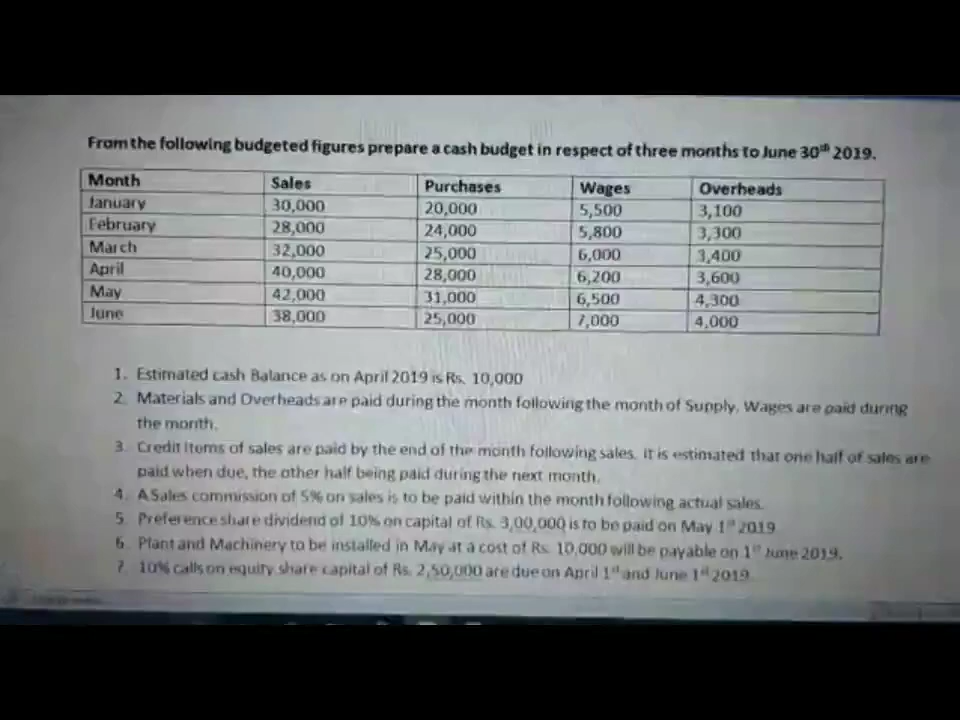 From the following budgeted figures prepare a cash budget in respect of three months to June 30th 2019.
Month Sales Purchases Wages Overheads
January 30,000 20,000 5,500 3,100
February 28,000 24,000 5,800 3,300
March 32,000 25,000 6,000 3,400
April 40,000 28,000 6,200 3,600
May 42,000 31,000 6,500 4,300
June 38,000 25,000 7,000 4,000
1. Estimated cash Balance as on April 2019 is Rs. 10,000
2. Materials and Overheads are paid during the month following the month of Supply. Wages are paid during
the month.
3. Credit Items of sales are paid by the end of the month following sales. It is estimated that one half of sales are
paid when due, the other half being paid during the next month.
4. A Sales commission of 5% on sales is to be paid within the month following actual sales.
5. Preference share dividend of 10% on capital of Rs. 3,00,000 is to be paid on May 1st 2019
6. Plant and Machinery to be installed in May at a cost of Rs. 10,000 will be payable on 1st June 2019.
7. 10% calls on equity share capital of Rs. 2,50,000 are due on April 1st and June 1st 2019